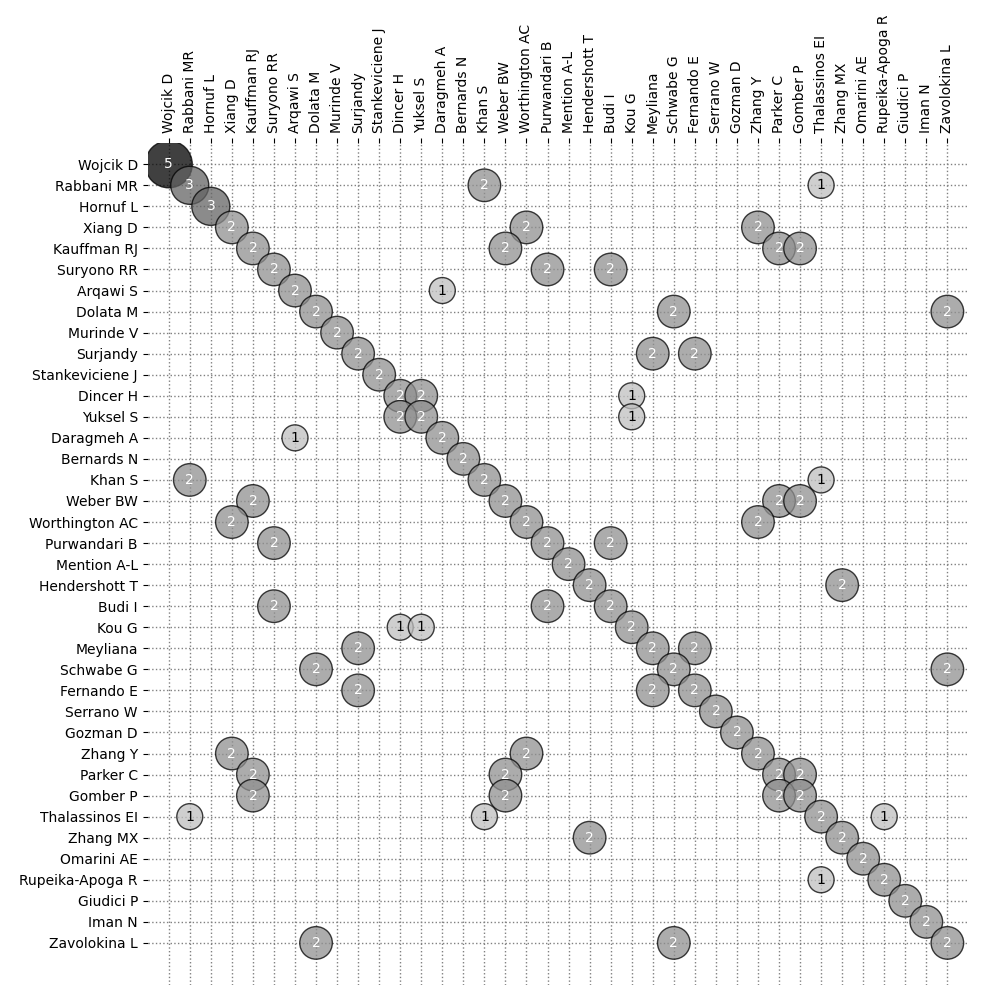 Wojcik D Rabbani MR Hornuf L Xiang D Kauffman RJ Suryono RR Arqawi S Dolata M Murinde V Surjandy Stankeviciene J Dincer H Yuksel S Daragmeh A Bernards N Khan S Weber BW Worthington AC Purwandari B Mention A-L Hendershott T Budi I Kou G Meyliana Schwabe G Fernando E Serrano W Gozman D Zhang Y Parker C Gomber P Thalassinos EI Zhang MX Omarini AE Rupeika-Apoga R Giudici P Iman N Zavolokina L
Wojcik D 5
Rabbani MR 3 2 1
Hornuf L 3
Xiang D 2 2 2
Kauffman RJ 2 2 2 2
Suryono RR 2 2 2
Arqawi S 2 1
Dolata M 2 2 2
Murinde V 2
Surjandy 2 2 2
Stankeviciene J 2
Dincer H 2 2 1
Yuksel S 2 2 1
Daragmeh A 1 2
Bernards N 2
Khan S 2 2 1
Weber BW 2 2 2 2
Worthington AC 2 2 2
Purwandari B 2 2 2
Mention A-L 2
Hendershott T 2 2
Budi I 2 2 2
Kou G 1 1 2
Meyliana 2 2 2
Schwabe G 2 2 2
Fernando E 2 2 2
Serrano W 2
Gozman D 2
Zhang Y 2 2 2
Parker C 2 2 2 2
Gomber P 2 2 2 2
Thalassinos EI 1 1 2 1
Zhang MX 2 2
Omarini AE 2
Rupeika-Apoga R 1 2
Giudici P 2
Iman N 2
Zavolokina L 2 2 2